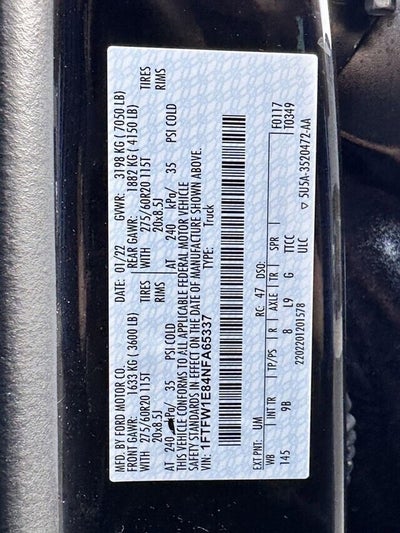 MFD. BY FORD MOTOR CO.
DATE: 01/22 GVWR: 3198 KG ( 7050 LB)
FRONT GAWR: 1633 KG ( 3600 LB) REAR GAWR: 1882 KG ( 4150 LB)
WITH 275/60R20 115T TIRES WITH 275/60R20 115T TIRES
20x8.5J RIMS 20x8.5J RIMS
AT 240 kPa/ 35 PSI COLD AT 240 kPa/ 35 PSI COLD
THIS VEHICLE CONFORMS TO ALL APPLICABLE FEDERAL MOTOR VEHICLE
SAFETY STANDARDS IN EFFECT ON THE DATE OF MANUFACTURE SHOWN ABOVE.
VIN: 1FTFW1E84NFA65337 TYPE: Truck
F0117
T0349
EXT PNT: UM RC: 47 DSO:
WB INT TR TP/PS R AXLE TR SPR
145 9B 8 L9 G TTCC
2202201201578 ULC
▽ 5U5A-3520472-AA